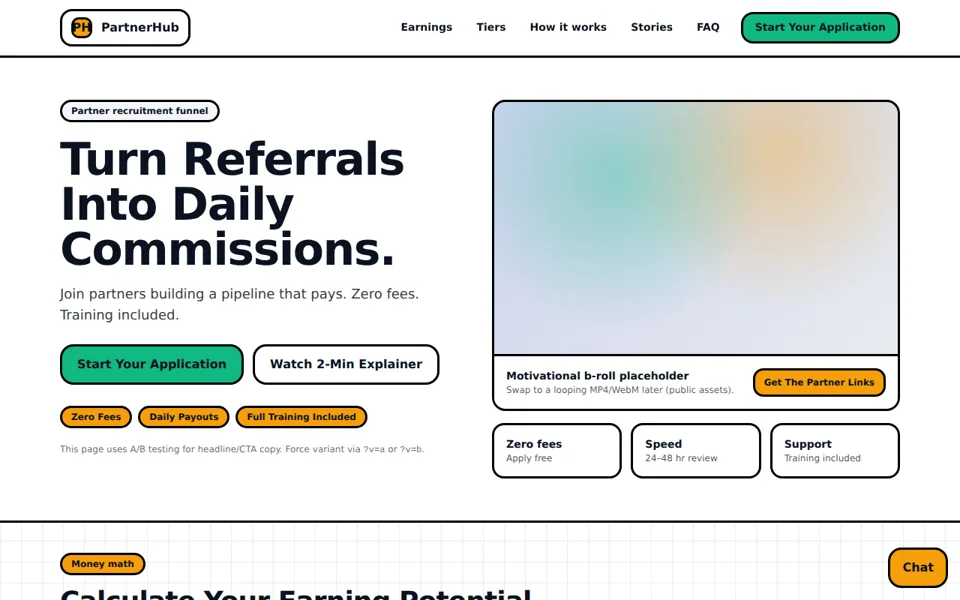 PH PartnerHub
Earnings
Tiers
How it works
Stories
FAQ
Start Your Application
Partner recruitment funnel
Turn Referrals
Into Daily
Commissions.
Join partners building a pipeline that pays. Zero fees.
Training included.
Start Your Application
Watch 2-Min Explainer
Zero Fees
Daily Payouts
Full Training Included
This page uses A/B testing for headline/CTA copy. Force variant via ?v=a or ?v=b.
Motivational b-roll placeholder
Swap to a looping MP4/WebM later (public assets).
Get The Partner Links
Zero fees
Apply free
Speed
24–48 hr review
Support
Training included
Money math
Calculate Your Earning Potential
Chat